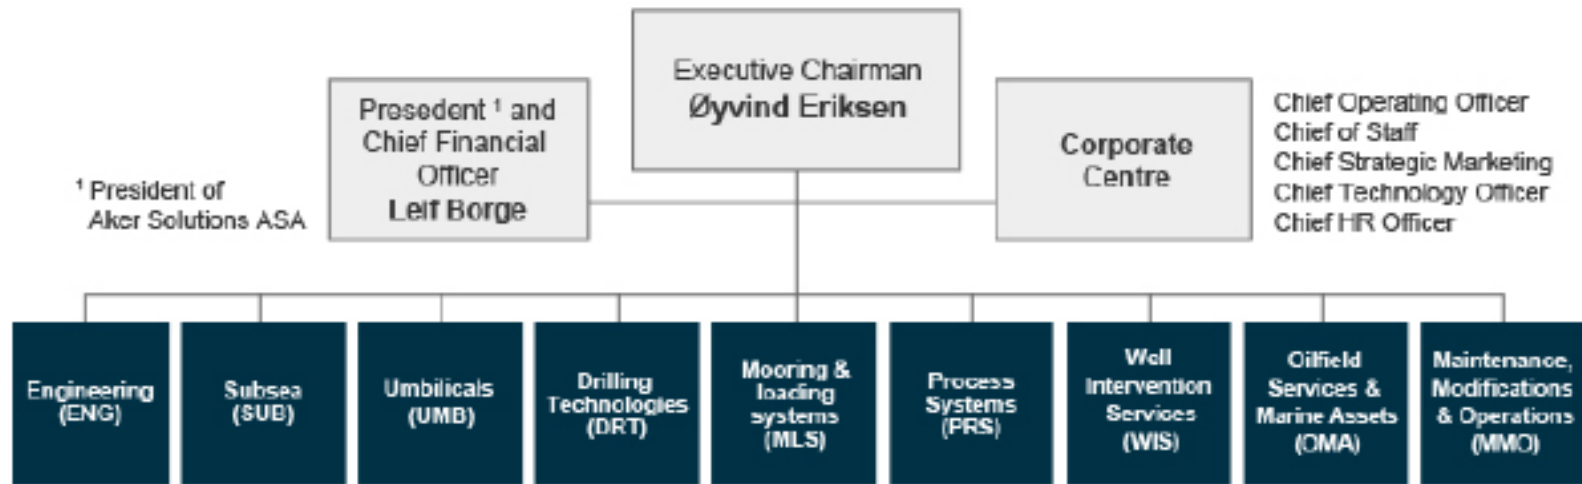 Executive Chairman
Øyvind Eriksen
Presedent ¹ and
Chief Financial
Officer
Leif Borge
¹ President of
Aker Solutions ASA
Corporate
Centre
Chief Operating Officer
Chief of Staff
Chief Strategic Marketing
Chief Technology Officer
Chief HR Officer
Engineering
(ENG)
Subsea
(SUB)
Umbilicals
(UMB)
Drilling
Technologies
(DRT)
Mooring &
loading
systems
(MLS)
Process
Systems
(PRS)
Well
Intervention
Services
(WIS)
Oilfield
Services &
Marine Assets
(OMA)
Maintenance,
Modifications
& Operations
(MMO)